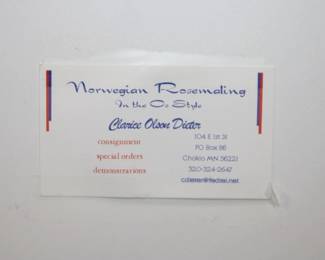 Norwegian Rosemaling
In the Os Style
Clarice Olson Dieter
consignment
special orders
demonstrations
104 E 1st St
PO Box 86
Chokio MN 56221
320-324-2647